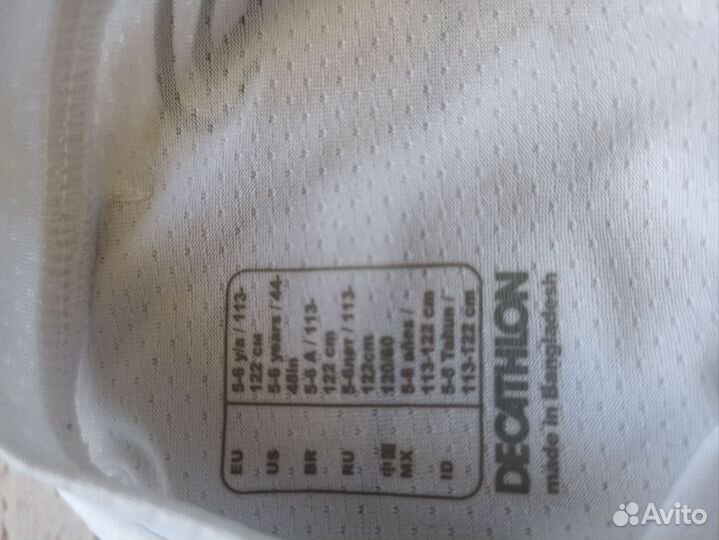 EU 5-6 y/a / 113-
122 см
US 5-6 years / 44-
48in
BR 5-6 A / 113-
122 cm
RU 5-6лет / 113-
122cm
中國 120/60
MX 5-6 años /
113-122 cm
ID 5-6 Tahun /
113-122 cm
DECATHLON
made in Bangladesh
Avito